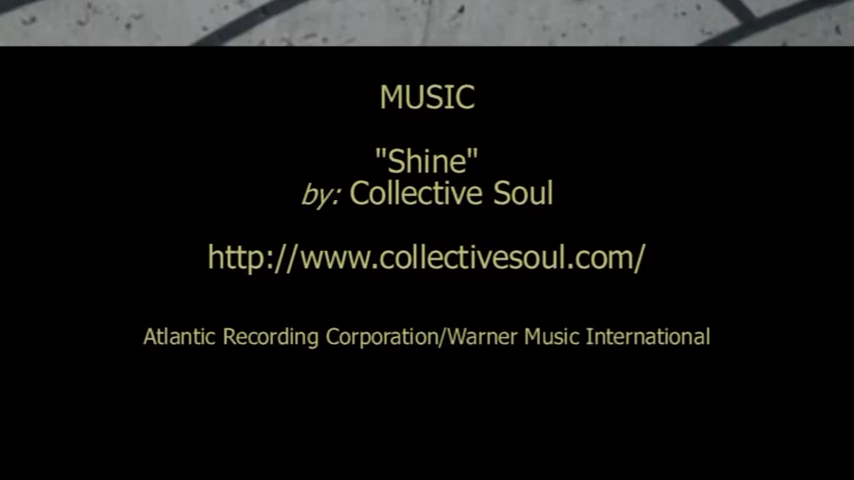 MUSIC
"Shine"
by: Collective Soul
http://www.collectivesoul.com/
Atlantic Recording Corporation/Warner Music International